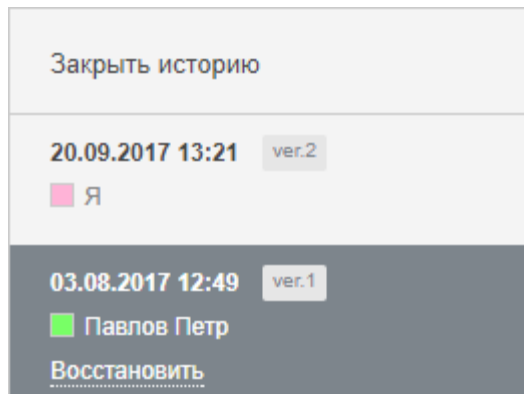 Закрыть историю
20.09.2017 13:21 ver.2
Я
03.08.2017 12:49 ver.1
Павлов Петр
Восстановить